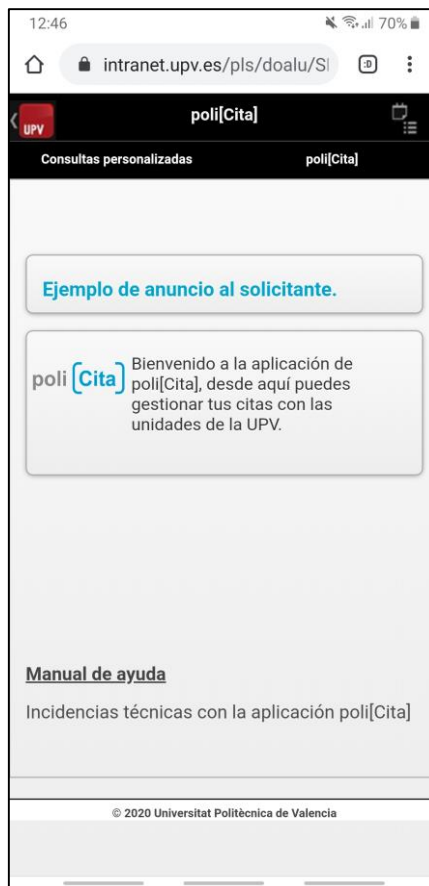 12:46 70%
intranet.upv.es/pls/doalu/S :D
UPV
poli[Cita]
Consultas personalizadas poli[Cita]
Ejemplo de anuncio al solicitante.
poli [Cita]
Bienvenido a la aplicación de
poli[Cita], desde aquí puedes
gestionar tus citas con las
unidades de la UPV.
Manual de ayuda
Incidencias técnicas con la aplicación poli[Cita]
© 2020 Universitat Politècnica de Valencia